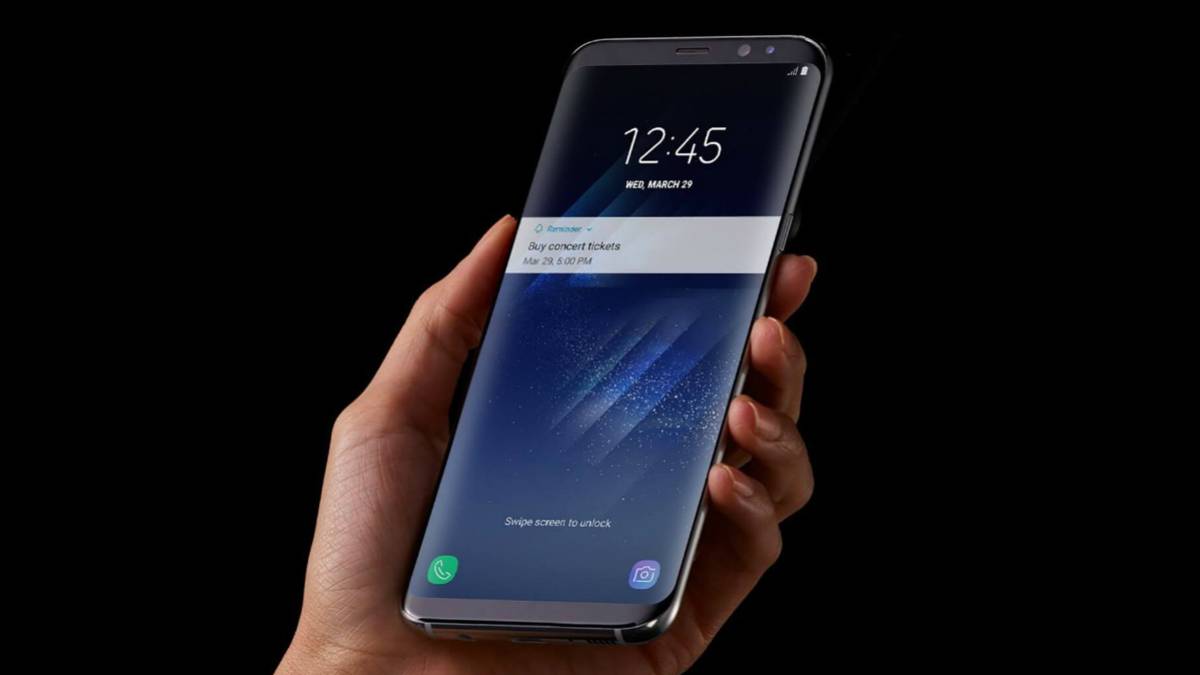 12:45
WED, MARCH 29
Reminder
Buy concert tickets
Mar 29, 5:00 PM
Swipe screen to unlock